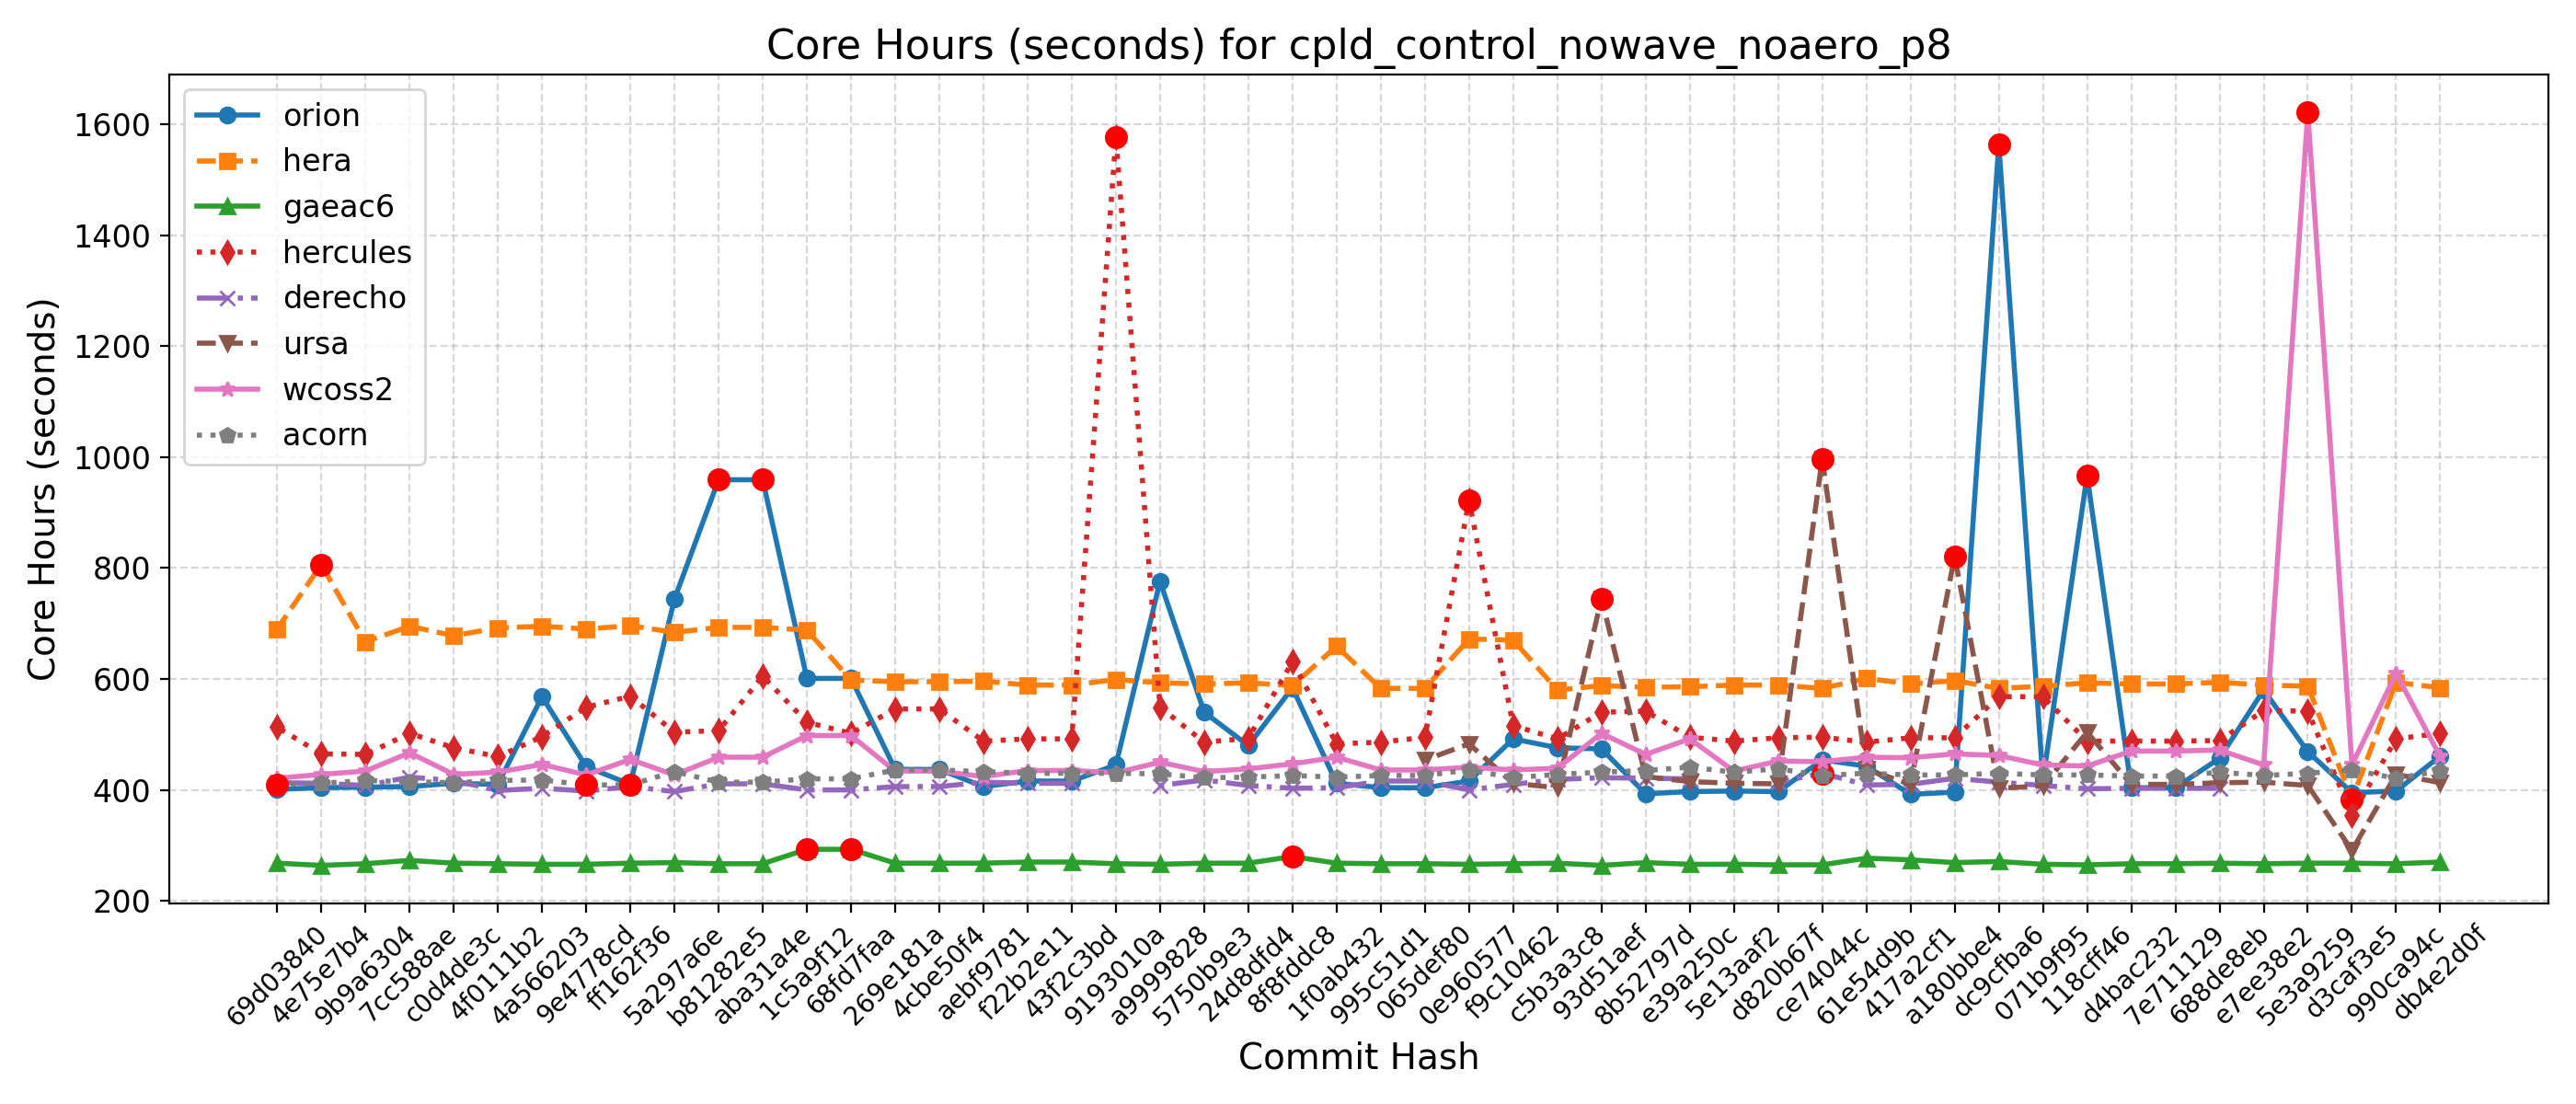 Core Hours (seconds) for cpld_control_nowave_noaero_p8
Core Hours (seconds)
1600
1400
1200
1000
800
600
400
200
orion
hera
gaeac6
hercules
derecho
ursa
wcoss2
acorn
69d03840
4e75e7b4
9b9a6304
7cc588ae
c0d4de3c
4f0111b2
4a566203
9e4778cd
ff162f36
5a297a6e
b81282e5
aba31a4e
1c5a9f12
68fd7faa
269e181a
4cbe50f4
aebf9781
f22b2e11
43f2c3bd
9193010a
a9999828
5750b9e3
24d8dfd4
8f8fddc8
1f0ab432
995c51d1
065def80
0e960577
f9c10462
c5b3a3c8
93d51aef
8b52797d
e39a250c
5e13aaf2
d820b67f
ce74044c
61e54d9b
417a2cf1
a180bbe4
dc9cfba6
071b9f95
118cff46
d4bac232
7e711129
688de8eb
e7ee38e2
5e3a9259
d3caf3e5
990ca94c
db4e2d0f
Commit Hash